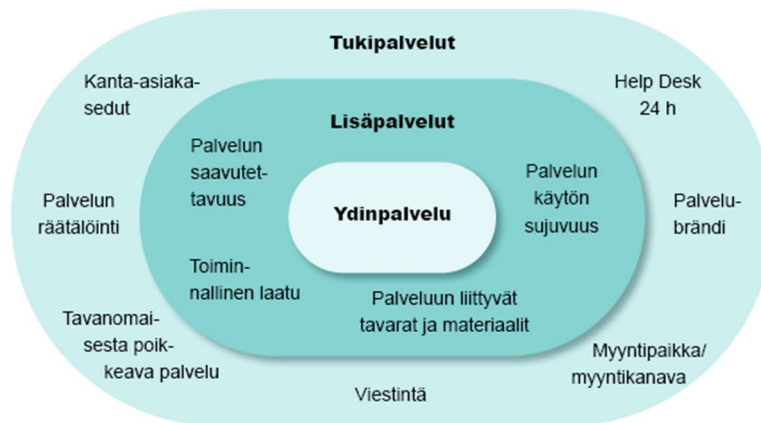 Tukipalvelut
Kanta-asiaka-
sedut
Help Desk
24 h
Lisäpalvelut
Palvelun
saavutet-
tavuus
Palvelun
käytön
sujuvuus
Ydinpalvelu
Palvelun
räätälöinti
Palvelu-
brändi
Toimin-
nallinen laatu
Palveluun liittyvät
tavarat ja materiaalit
Tavanomai-
sesta poik-
keava palvelu
Myyntipaikka/
myyntikanava
Viestintä